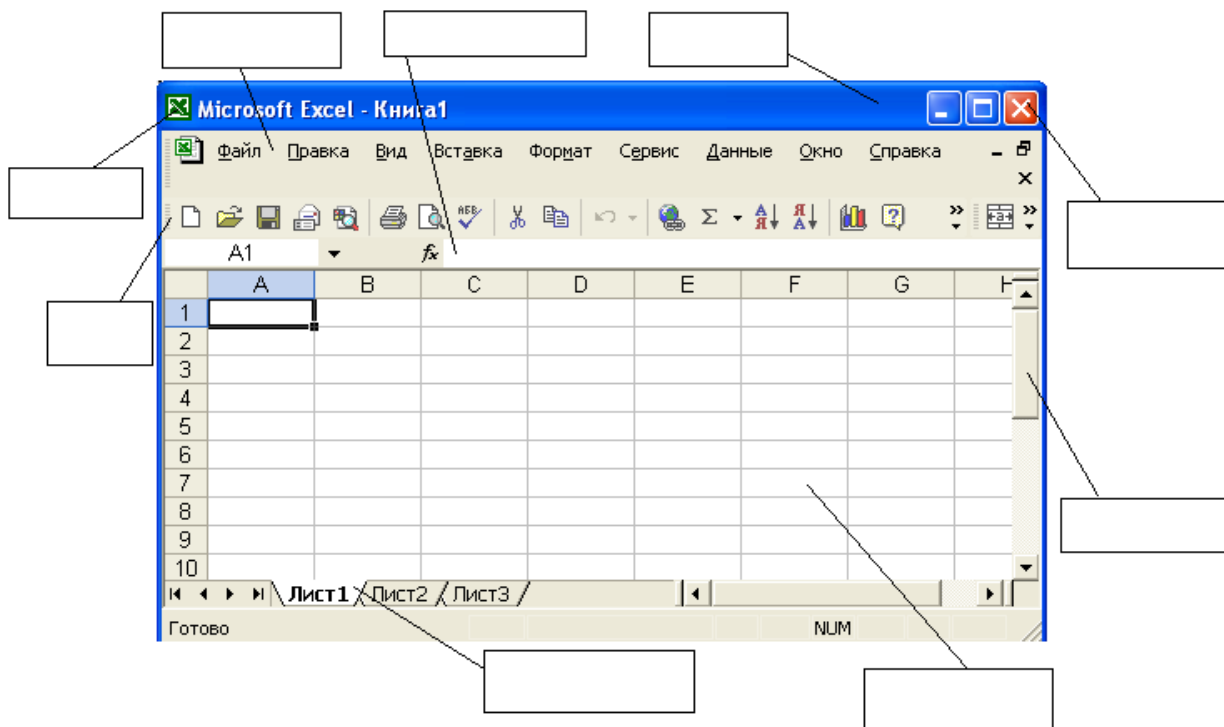 Microsoft Excel - Книга1
Файл Правка Вид Вставка Формат Сервис Данные Окно Справка
АБВ Σ А Я Я А ?
A1 fx
A B C D E F G H
1
2
3
4
5
6
7
8
9
10
Лист1 Лист2 Лист3
Готово NUM